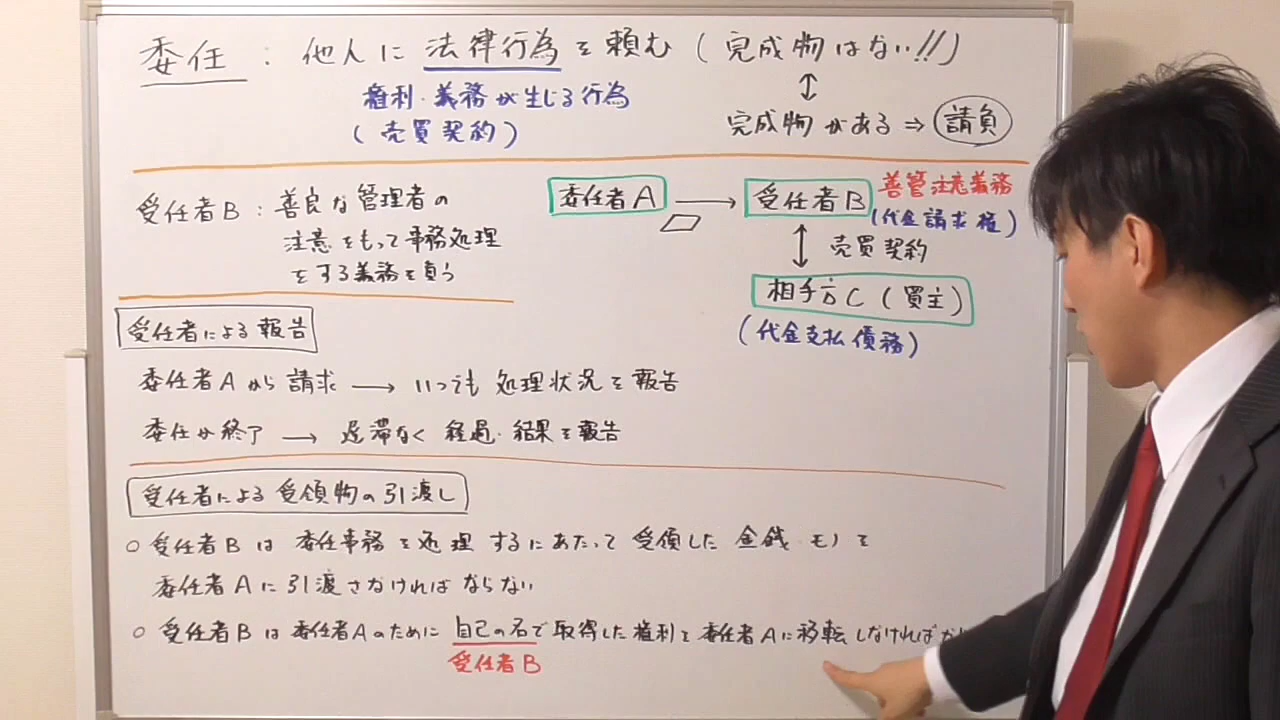 委任 : 他人に法律行為を頼む (完成物はない!!)
権利・義務が生じる行為
(売買契約)
↕
完成物がある ⇒ 請負
受任者B : 善良な管理者の
注意をもって事務処理
をする義務を負う
委任者A → 受任者B 善管注意義務
(代金請求権)
↕ 売買契約
相手方C (買主)
(代金支払債務)
受任者による報告
委任者Aから請求 → いつでも処理状況を報告
委任が終了 → 遅滞なく経過・結果を報告
受任者による受領物の引渡し
○ 受任者Bは委任事務を処理するにあたって受領した金銭・モノを
委任者Aに引渡さなければならない
○ 受任者Bは委任者Aのために自己の名で取得した権利を委任者Aに移転しなければ
受任者B